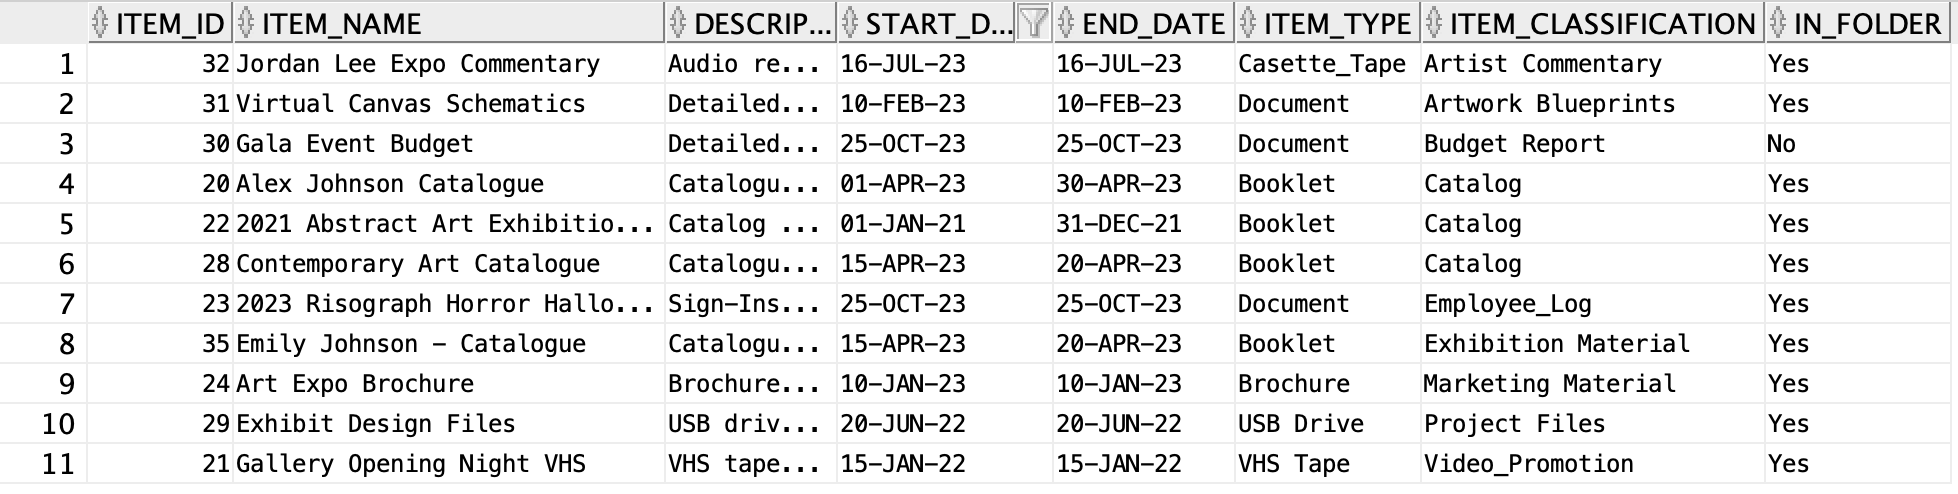 ITEM_ID ITEM_NAME DESCRIP... START_D... END_DATE ITEM_TYPE ITEM_CLASSIFICATION IN_FOLDER
1 32 Jordan Lee Expo Commentary Audio re... 16-JUL-23 16-JUL-23 Casette_Tape Artist Commentary Yes
2 31 Virtual Canvas Schematics Detailed... 10-FEB-23 10-FEB-23 Document Artwork Blueprints Yes
3 30 Gala Event Budget Detailed... 25-OCT-23 25-OCT-23 Document Budget Report No
4 20 Alex Johnson Catalogue Catalogu... 01-APR-23 30-APR-23 Booklet Catalog Yes
5 22 2021 Abstract Art Exhibitio... Catalog ... 01-JAN-21 31-DEC-21 Booklet Catalog Yes
6 28 Contemporary Art Catalogue Catalogu... 15-APR-23 20-APR-23 Booklet Catalog Yes
7 23 2023 Risograph Horror Hallo... Sign-Ins... 25-OCT-23 25-OCT-23 Document Employee_Log Yes
8 35 Emily Johnson - Catalogue Catalogu... 15-APR-23 20-APR-23 Booklet Exhibition Material Yes
9 24 Art Expo Brochure Brochure... 10-JAN-23 10-JAN-23 Brochure Marketing Material Yes
10 29 Exhibit Design Files USB driv... 20-JUN-22 20-JUN-22 USB Drive Project Files Yes
11 21 Gallery Opening Night VHS VHS tape... 15-JAN-22 15-JAN-22 VHS Tape Video_Promotion Yes